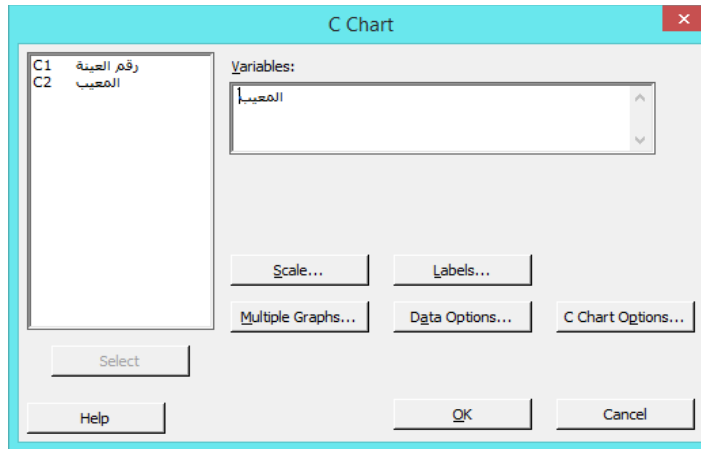 C Chart
C1 رقم العينة
C2 المعيب
Variables:
المعيب
Scale...
Labels...
Multiple Graphs...
Data Options...
C Chart Options...
Select
Help
OK
Cancel